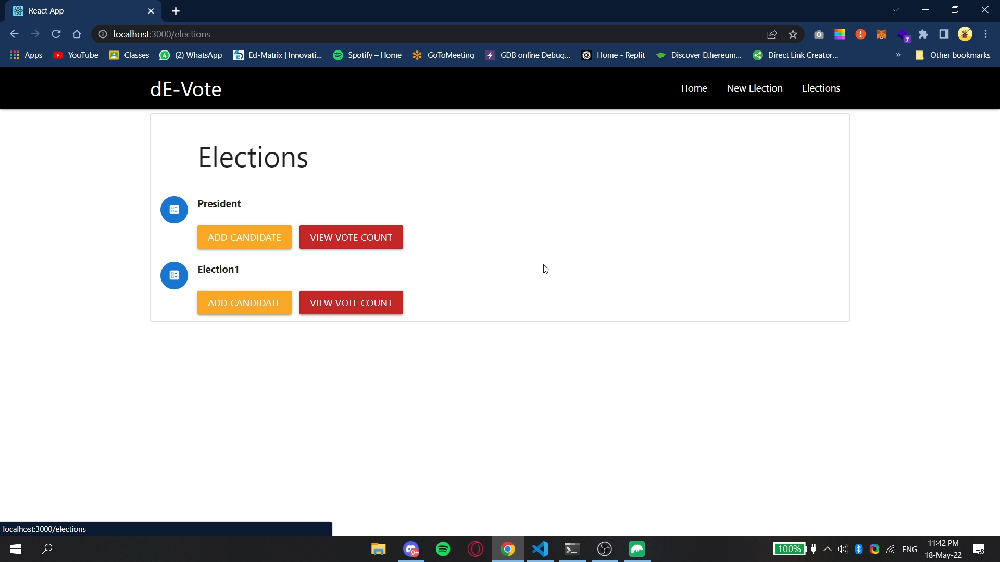 React App
localhost:3000/elections
7
Apps YouTube Classes (2) WhatsApp Ed-Matrix | Innovati... Spotify – Home GoToMeeting GDB online Debug... Home - Replit Discover Ethereum... Direct Link Creator... » Other bookmarks
dE-Vote Home New Election Elections
Elections
President
ADD CANDIDATE VIEW VOTE COUNT
Election1
ADD CANDIDATE VIEW VOTE COUNT
localhost:3000/elections
9+
100% ENG 11:42 PM
18-May-22